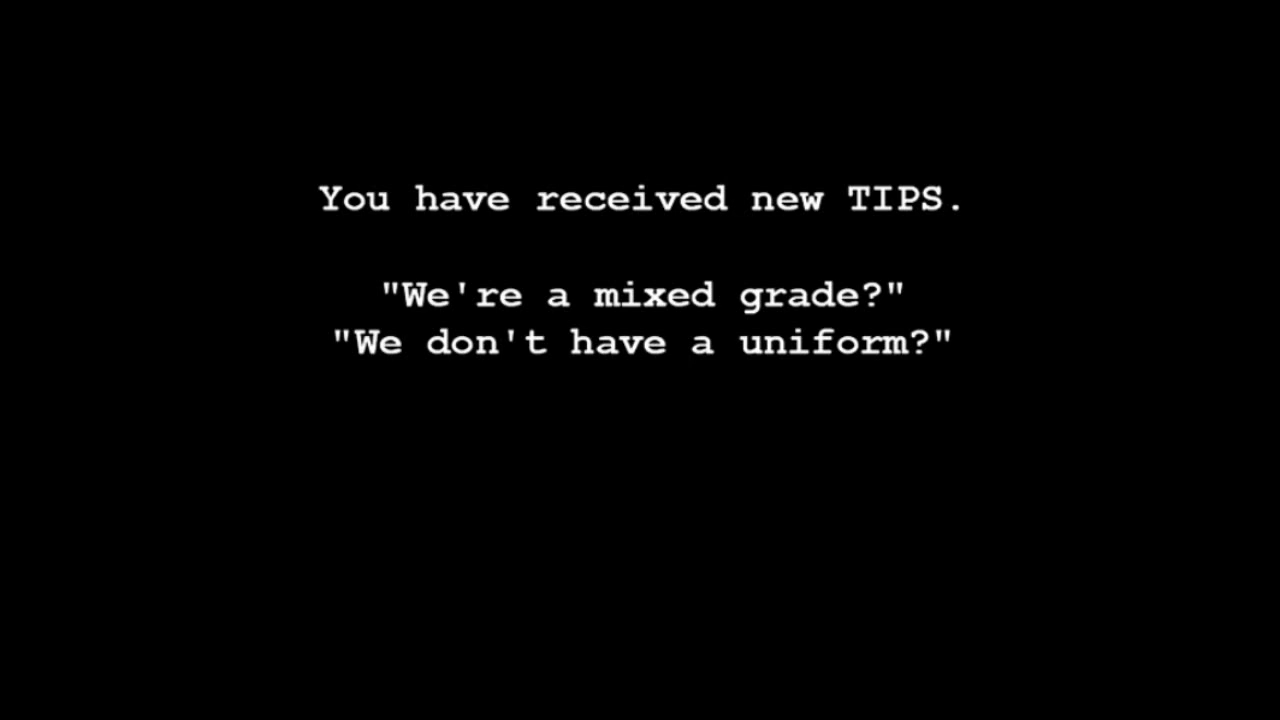 You have received new TIPS.
"We're a mixed grade?"
"We don't have a uniform?"